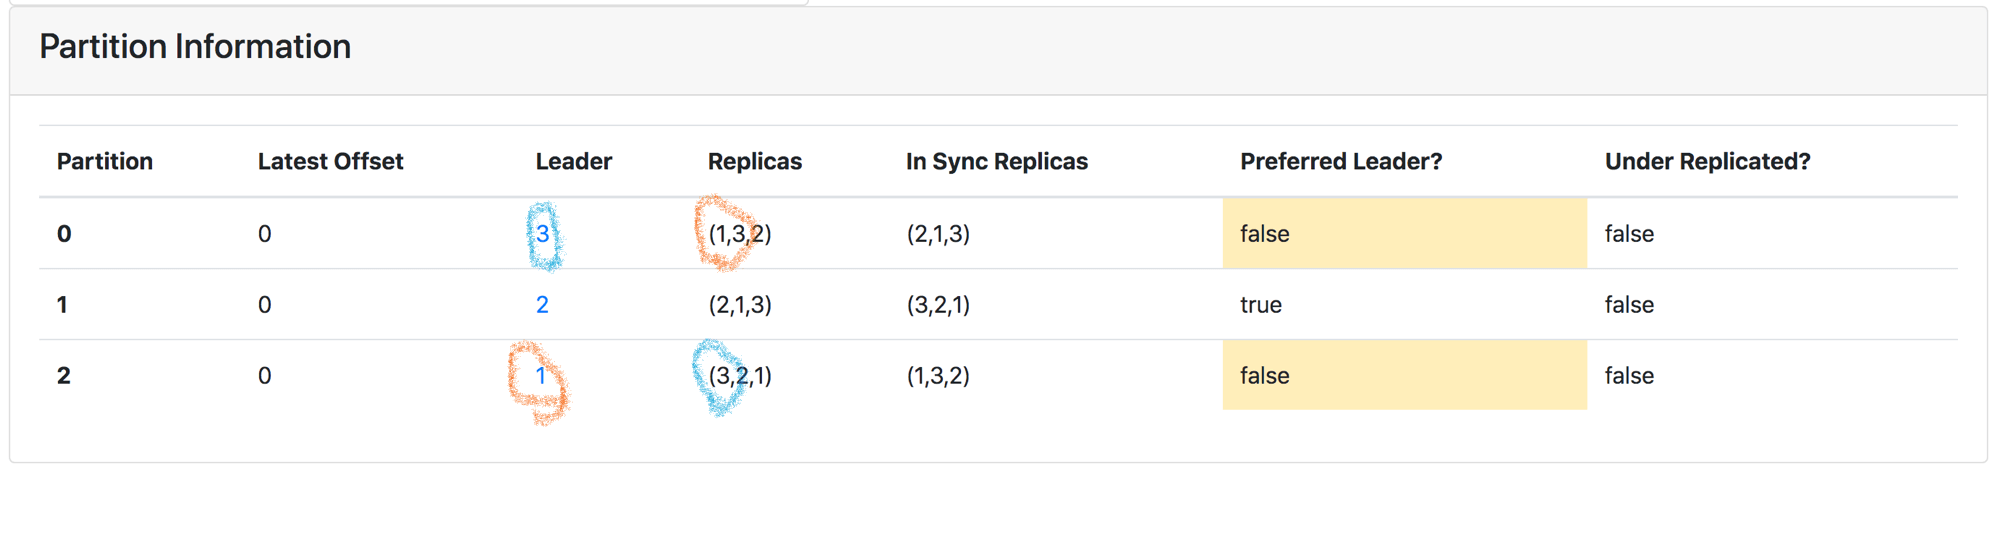 Partition Information
Partition Latest Offset Leader Replicas In Sync Replicas Preferred Leader? Under Replicated?
0 0 3 (1,3,2) (2,1,3) false false
1 0 2 (2,1,3) (3,2,1) true false
2 0 1 (3,2,1) (1,3,2) false false